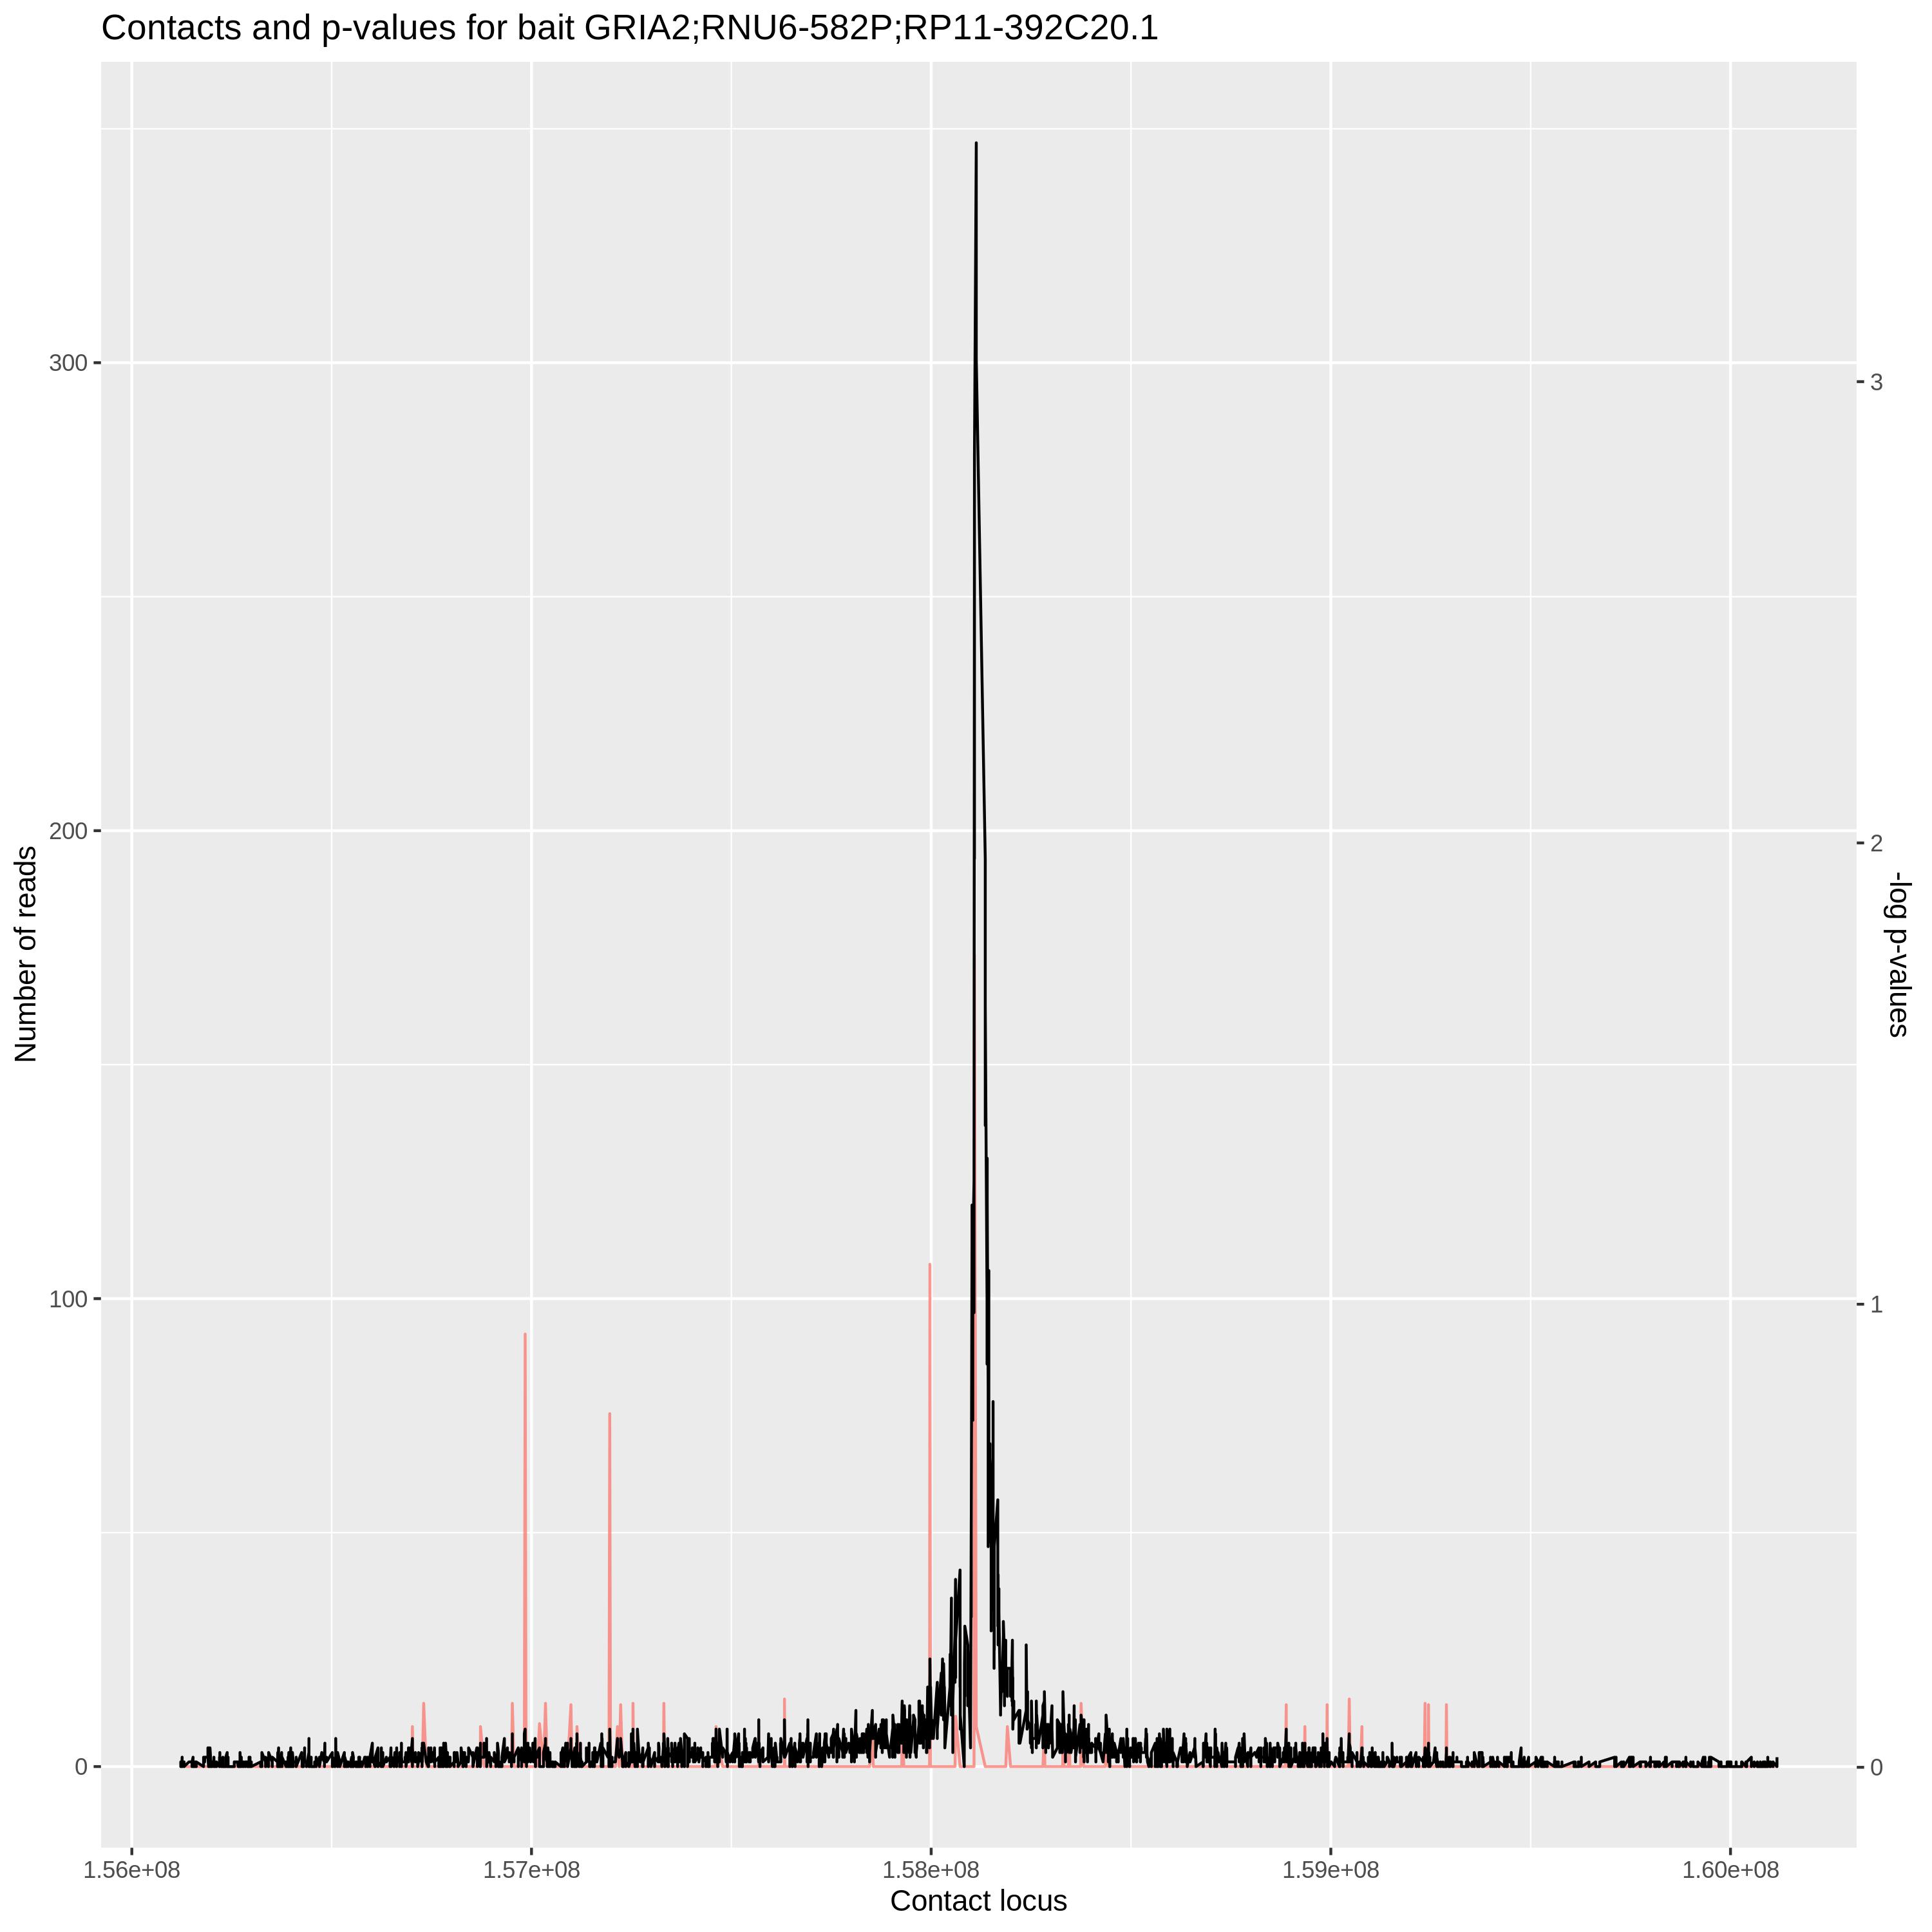 Contacts and p-values for bait GRIA2;RNU6-582P;RP11-392C20.1
300
200
100
0
Number of reads
3
2
1
0
-log p-values
1.56e+08 1.57e+08 1.58e+08 1.59e+08 1.60e+08
Contact locus